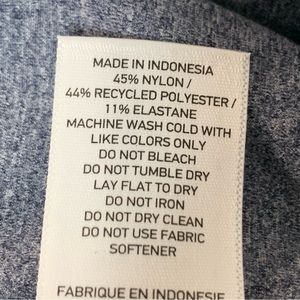 MADE IN INDONESIA
45% NYLON /
44% RECYCLED POLYESTER /
11% ELASTANE
MACHINE WASH COLD WITH
LIKE COLORS ONLY
DO NOT BLEACH
DO NOT TUMBLE DRY
LAY FLAT TO DRY
DO NOT IRON
DO NOT DRY CLEAN
DO NOT USE FABRIC
SOFTENER
FABRIQUE EN INDONESIE